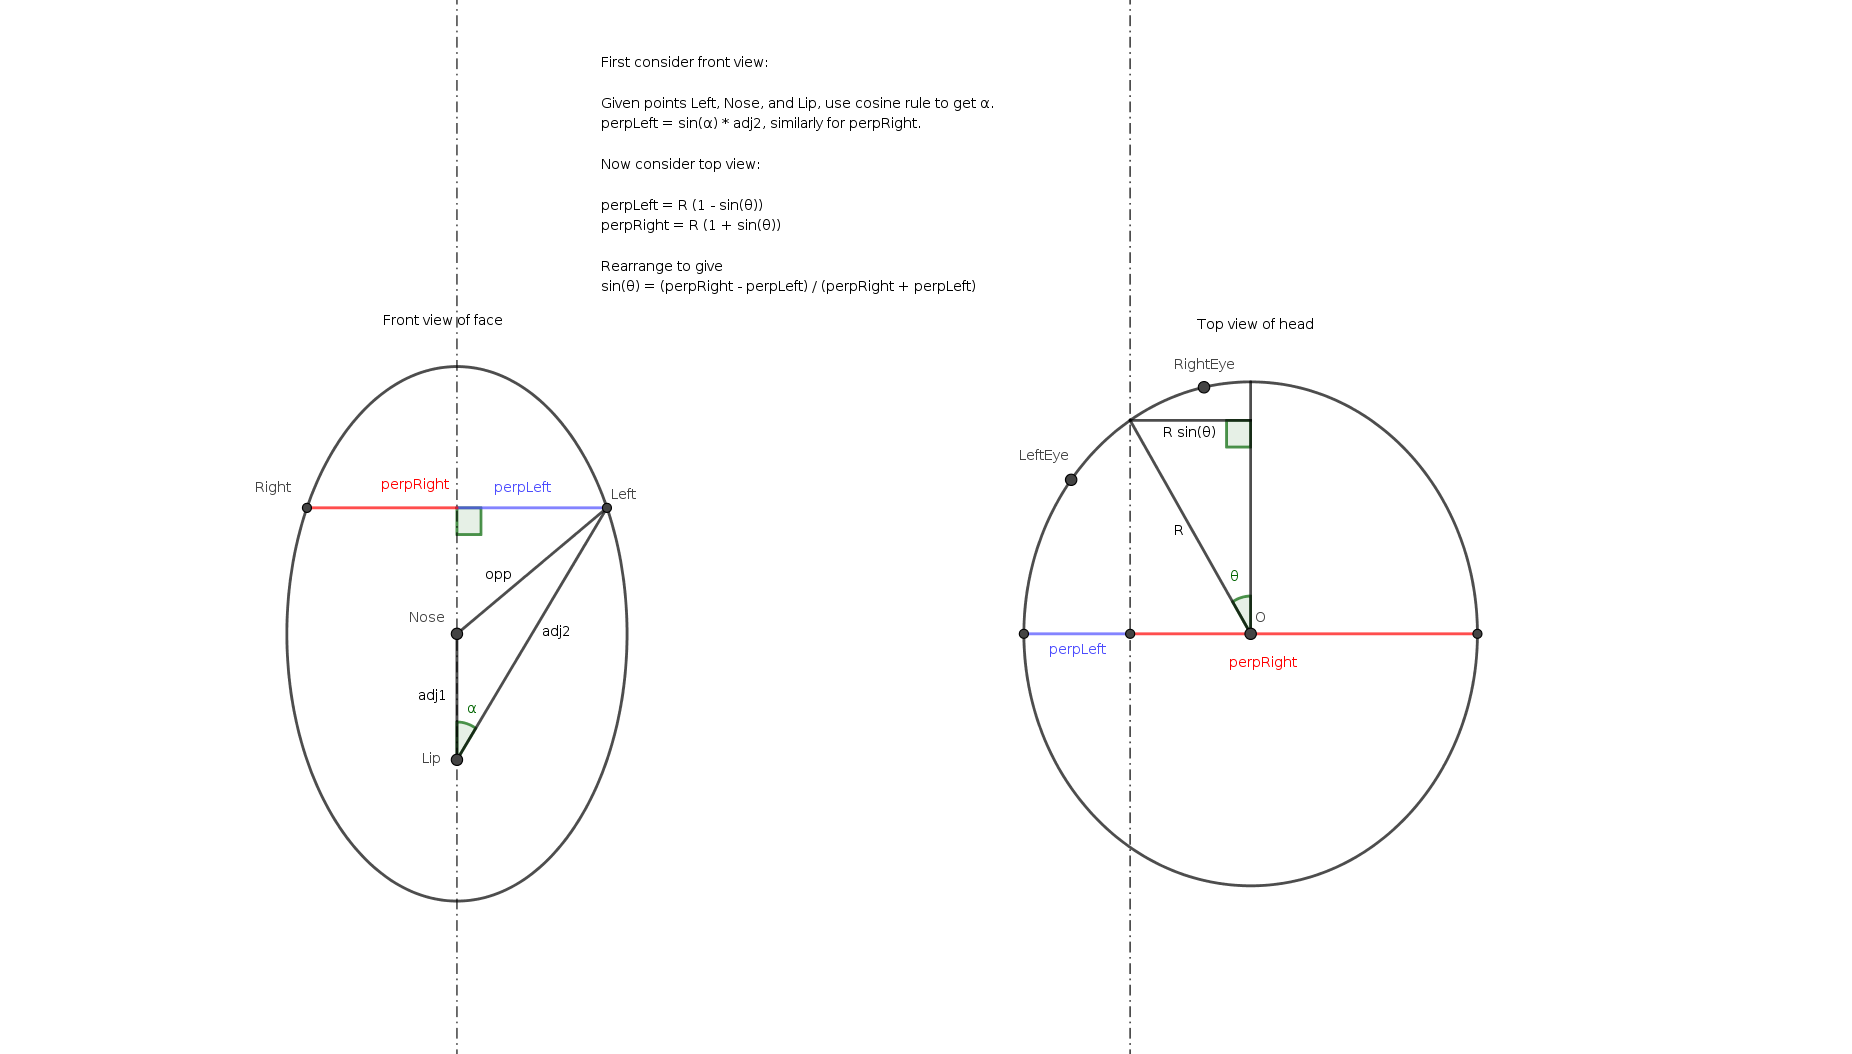 First consider front view:
Given points Left, Nose, and Lip, use cosine rule to get α.
perpLeft = sin(α) * adj2, similarly for perpRight.
Now consider top view:
perpLeft = R (1 - sin(θ))
perpRight = R (1 + sin(θ))
Rearrange to give
sin(θ) = (perpRight - perpLeft) / (perpRight + perpLeft)
Front view of face
Right
perpRight
perpLeft
Left
opp
Nose
adj2
adj1
α
Lip
Top view of head
RightEye
R sin(θ)
LeftEye
R
θ
O
perpLeft
perpRight